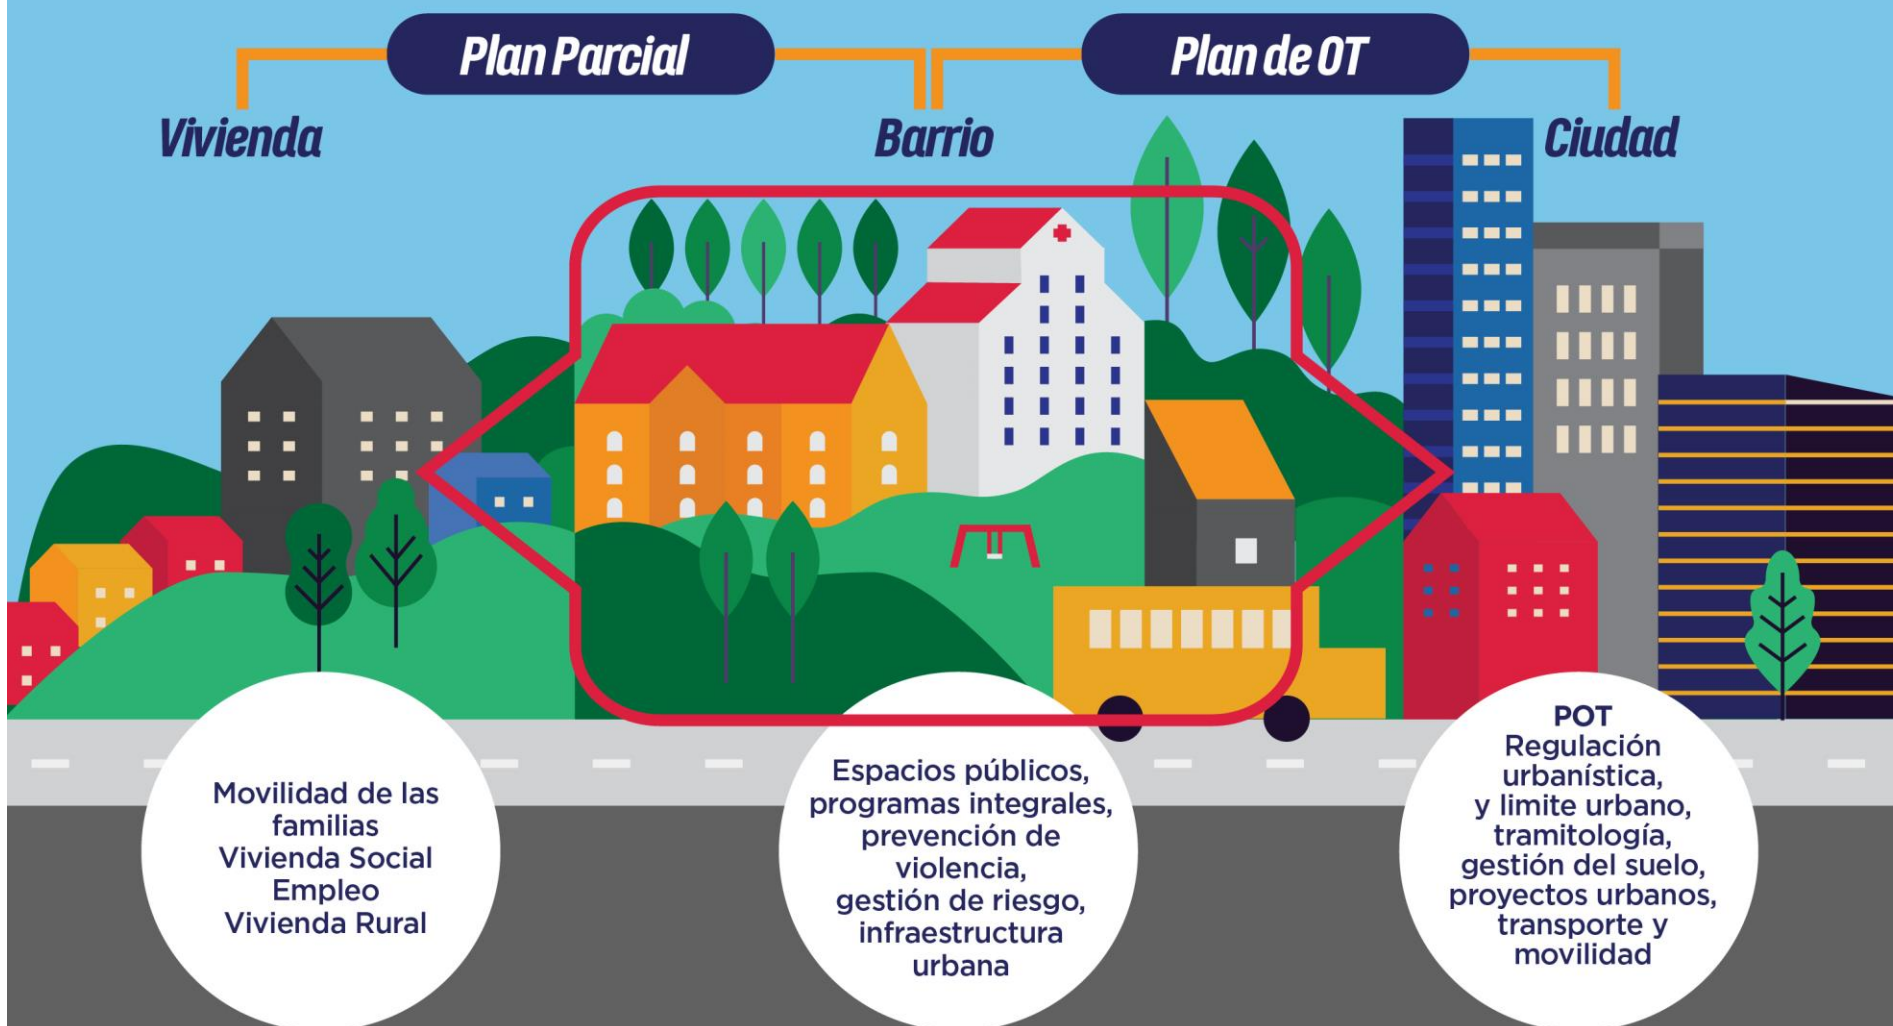 Plan Parcial
Plan de OT
Vivienda
Barrio
Ciudad
Movilidad de las
familias
Vivienda Social
Empleo
Vivienda Rural
Espacios públicos,
programas integrales,
prevención de
violencia,
gestión de riesgo,
infraestructura
urbana
POT
Regulación
urbanística,
y limite urbano,
tramitología,
gestión del suelo,
proyectos urbanos,
transporte y
movilidad